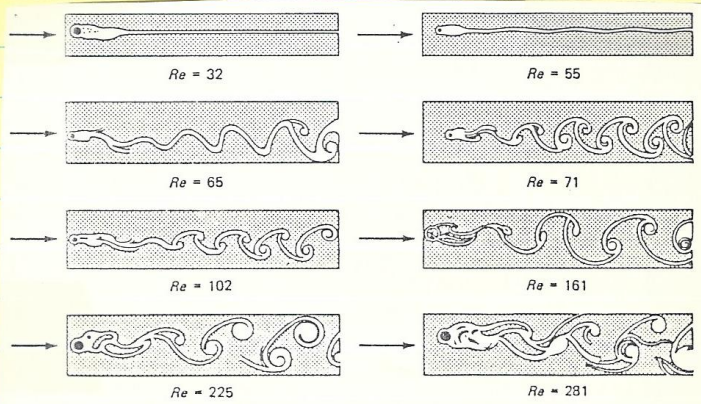 Re = 32
Re = 55
Re = 65
Re = 71
Re = 102
Re = 161
Re = 225
Re = 281